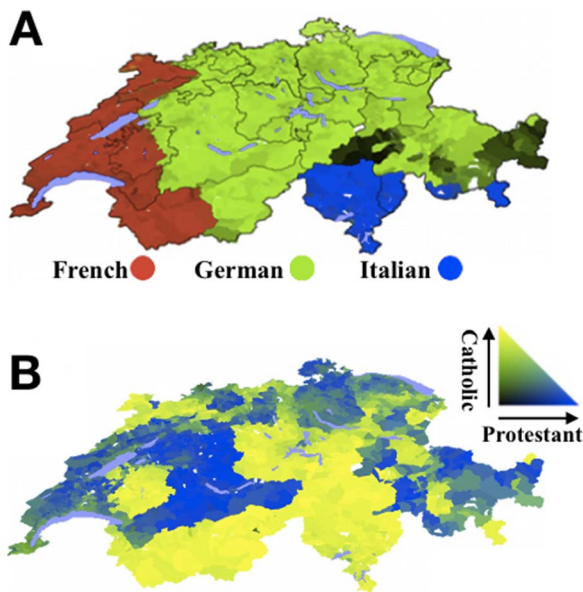 A
French
German
Italian
B
Catholic
Protestant